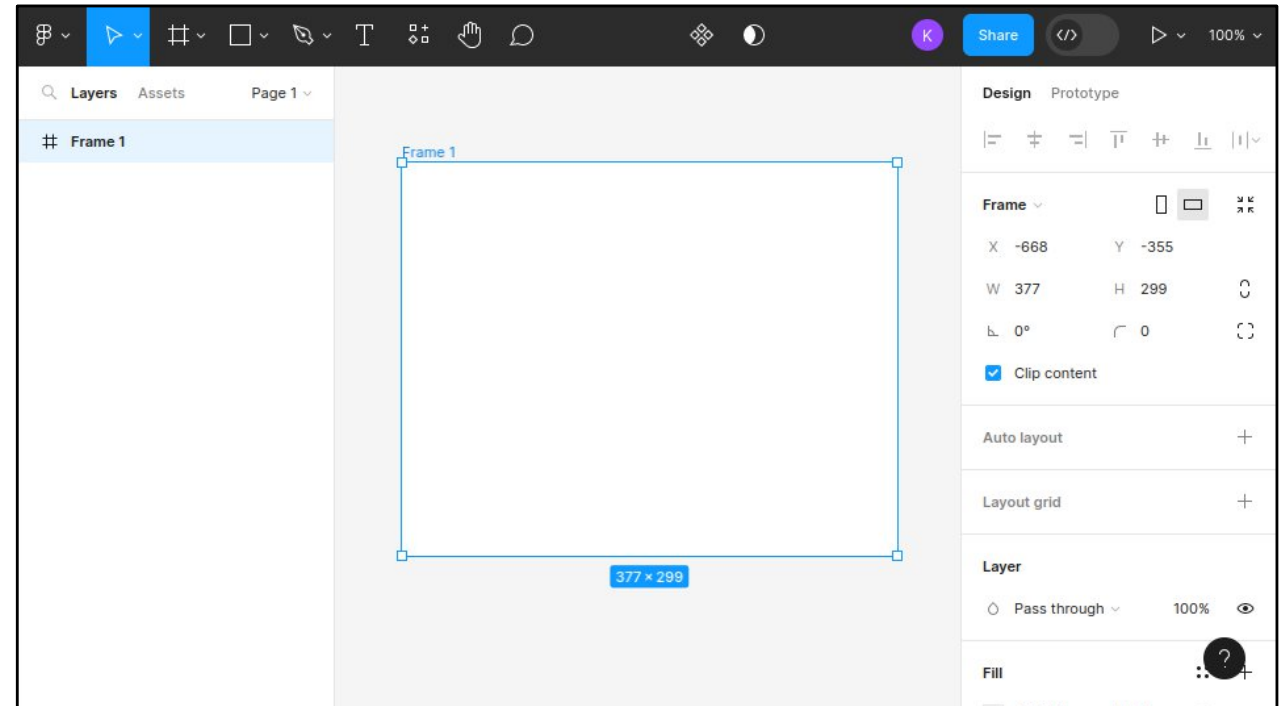 K
Share
100%
Layers Assets Page 1
Frame 1
Frame 1
377 × 299
Design Prototype
Frame
X -668 Y -355
W 377 H 299
0° 0
Clip content
Auto layout
Layout grid
Layer
Pass through 100%
Fill
?